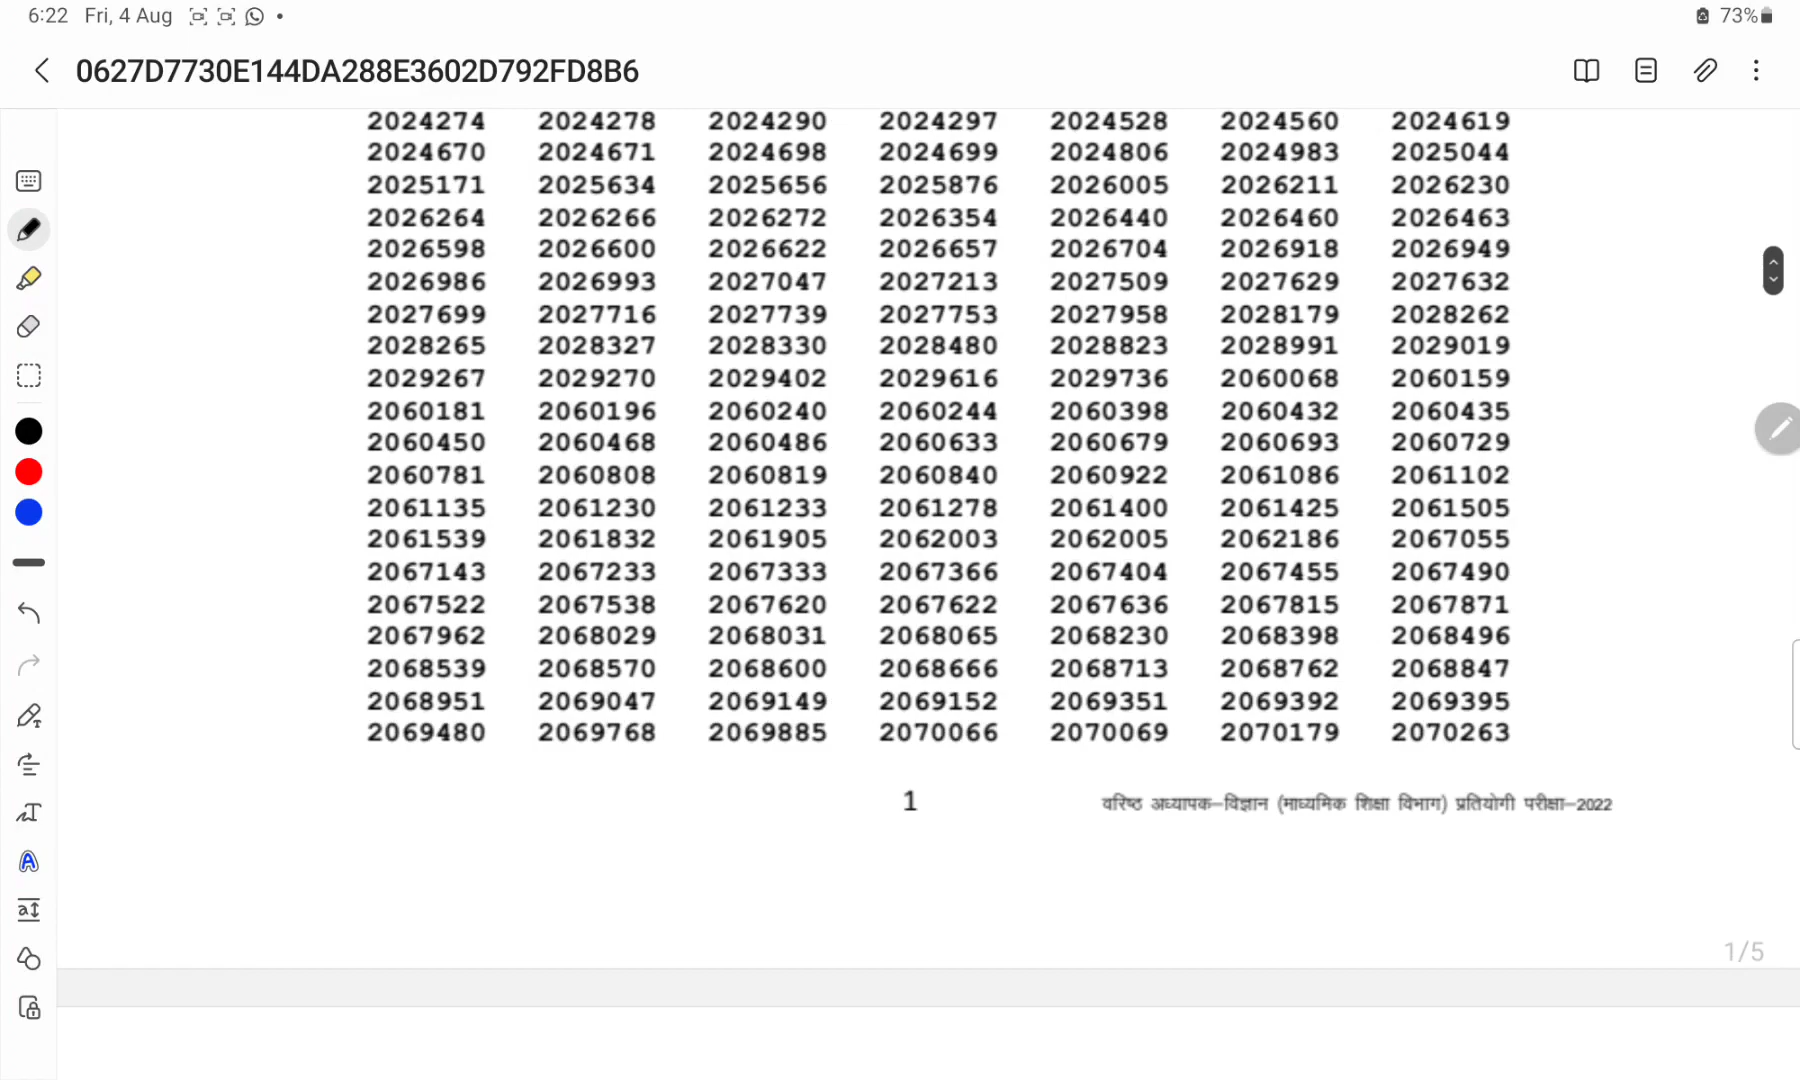 6:22 Fri, 4 Aug 73%
0627D7730E144DA288E3602D792FD8B6
2024274 2024278 2024290 2024297 2024528 2024560 2024619
2024670 2024671 2024698 2024699 2024806 2024983 2025044
2025171 2025634 2025656 2025876 2026005 2026211 2026230
2026264 2026266 2026272 2026354 2026440 2026460 2026463
2026598 2026600 2026622 2026657 2026704 2026918 2026949
2026986 2026993 2027047 2027213 2027509 2027629 2027632
2027699 2027716 2027739 2027753 2027958 2028179 2028262
2028265 2028327 2028330 2028480 2028823 2028991 2029019
2029267 2029270 2029402 2029616 2029736 2060068 2060159
2060181 2060196 2060240 2060244 2060398 2060432 2060435
2060450 2060468 2060486 2060633 2060679 2060693 2060729
2060781 2060808 2060819 2060840 2060922 2061086 2061102
2061135 2061230 2061233 2061278 2061400 2061425 2061505
2061539 2061832 2061905 2062003 2062005 2062186 2067055
2067143 2067233 2067333 2067366 2067404 2067455 2067490
2067522 2067538 2067620 2067622 2067636 2067815 2067871
2067962 2068029 2068031 2068065 2068230 2068398 2068496
2068539 2068570 2068600 2068666 2068713 2068762 2068847
2068951 2069047 2069149 2069152 2069351 2069392 2069395
2069480 2069768 2069885 2070066 2070069 2070179 2070263
1 वरिष्ठ अध्यापक–विज्ञान (माध्यमिक शिक्षा विभाग) प्रतियोगी परीक्षा–2022
1/5